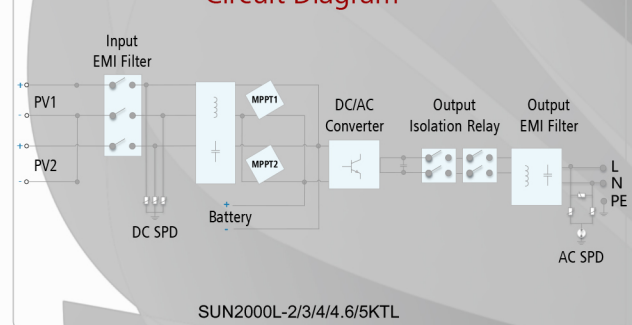 Circuit Diagram
Input
EMI Filter
+
PV1
-
+
PV2
-
DC SPD
MPPT1
MPPT2
+
Battery
-
DC/AC
Converter
Output
Isolation Relay
Output
EMI Filter
L
N
PE
AC SPD
SUN2000L-2/3/4/4.6/5KTL